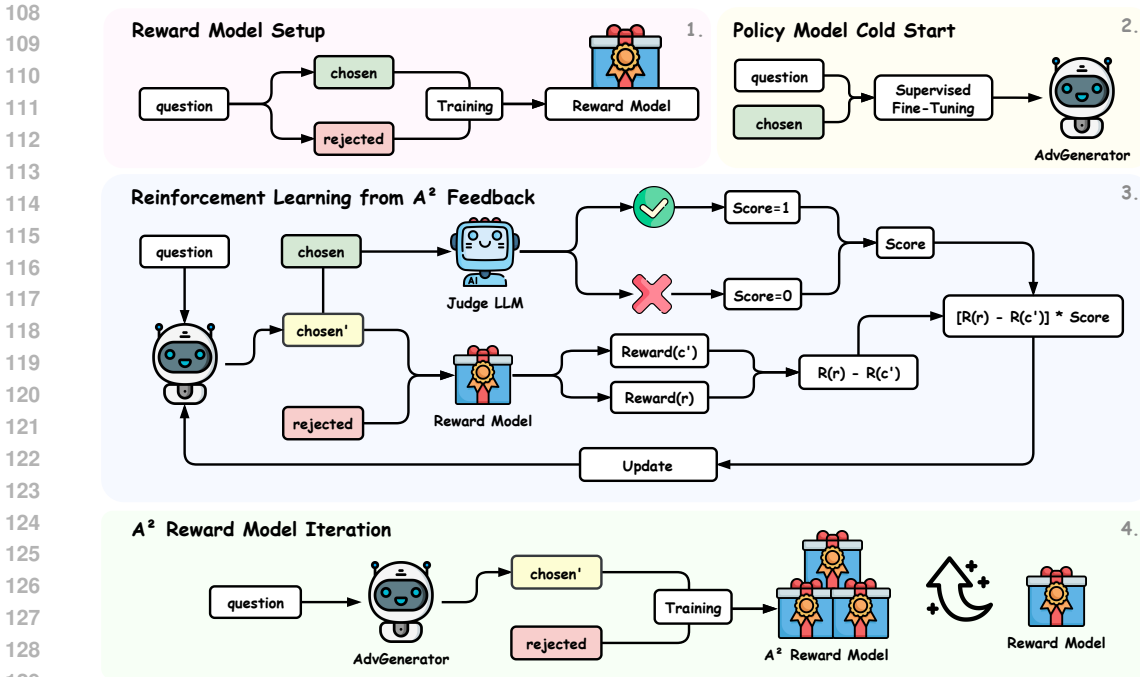 108
109
110
111
112
113
114
115
116
117
118
119
120
121
122
123
124
125
126
127
128
Reward Model Setup
1.
question
chosen
rejected
Training
Reward Model
Policy Model Cold Start
2.
question
chosen
Supervised
Fine-Tuning
AdvGenerator
Reinforcement Learning from A² Feedback
3.
question
chosen
AI
Judge LLM
Score=1
Score=0
Score
chosen'
rejected
Reward Model
Reward(c')
Reward(r)
R(r) - R(c')
[R(r) - R(c')] * Score
Update
A² Reward Model Iteration
4.
question
AdvGenerator
chosen'
rejected
Training
A² Reward Model
Reward Model